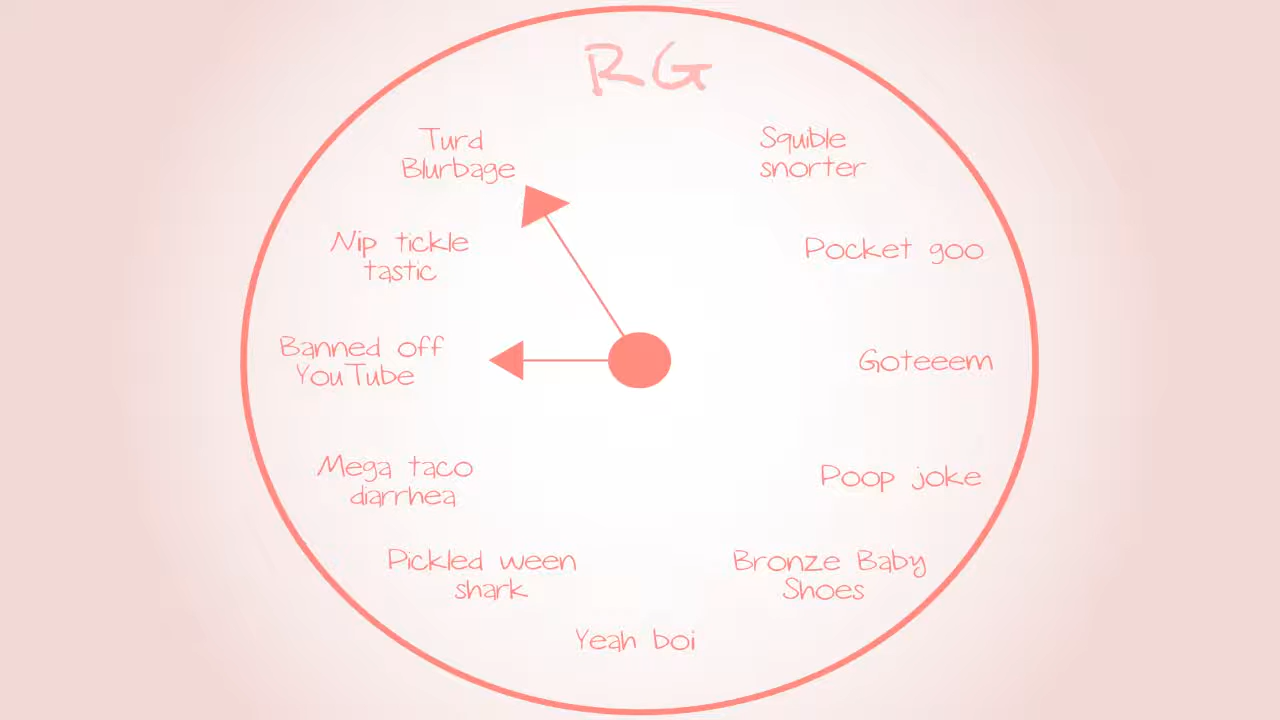 RG
Turd
Blurbage
Squible
snorter
Nip tickle
tastic
Pocket goo
Banned off
YouTube
Goteeem
Mega taco
diarrhea
Poop joke
Pickled ween
shark
Bronze Baby
Shoes
Yeah boi